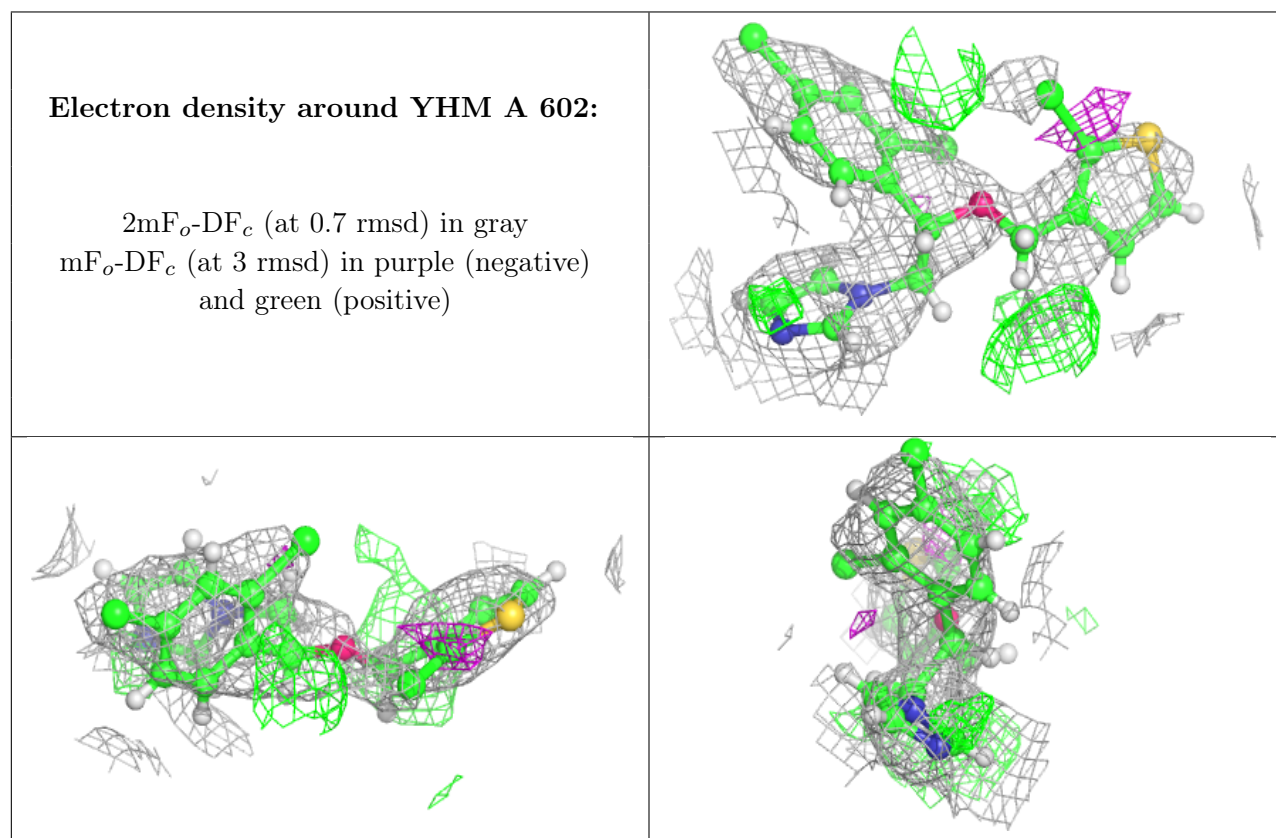 Electron density around YHM A 602:
2mFₒ-DF𝒸 (at 0.7 rmsd) in gray
mFₒ-DF𝒸 (at 3 rmsd) in purple (negative)
and green (positive)